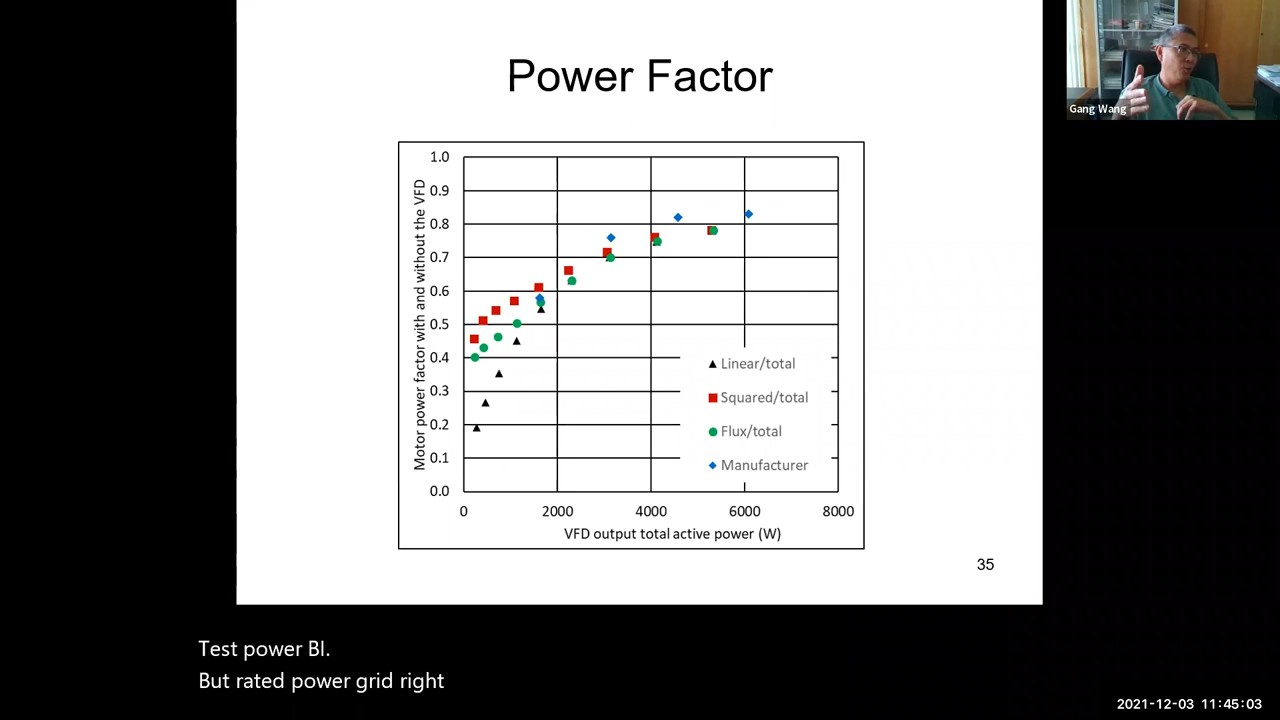 Power Factor
Gang Wang
Motor power factor with and without the VFD
1.0
0.9
0.8
0.7
0.6
0.5
0.4
0.3
0.2
0.1
0.0
Linear/total
Squared/total
Flux/total
Manufacturer
0 2000 4000 6000 8000
VFD output total active power (W)
35
Test power BI.
But rated power grid right
2021-12-03 11:45:03